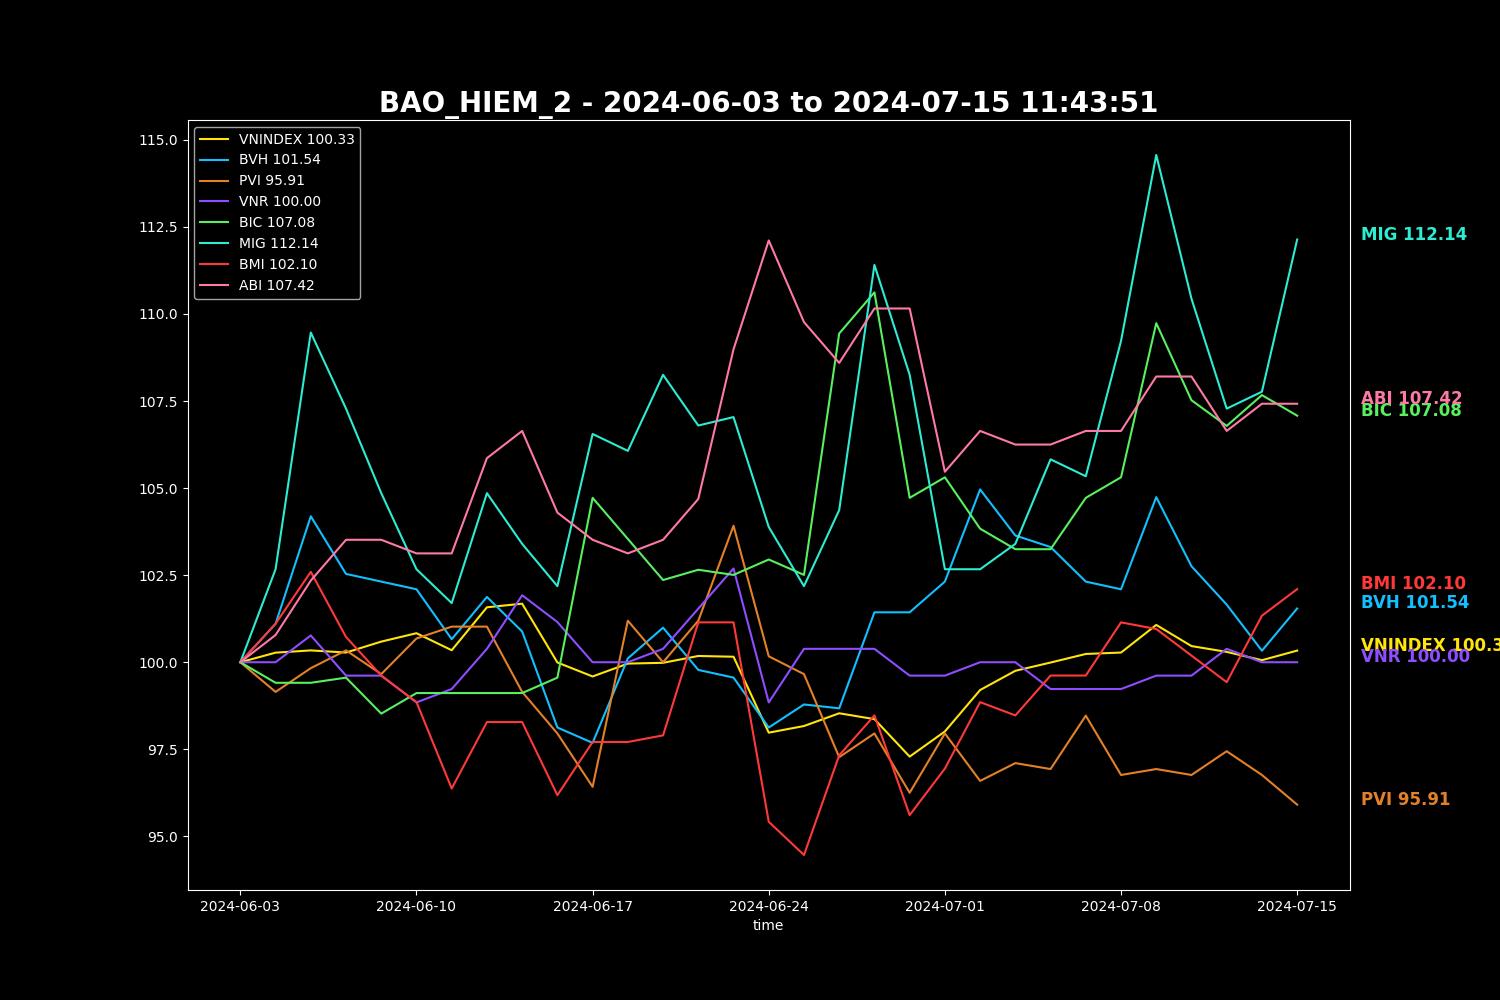 BAO_HIEM_2 - 2024-06-03 to 2024-07-15 11:43:51
115.0
112.5
110.0
107.5
105.0
102.5
100.0
97.5
95.0
VNINDEX 100.33
BVH 101.54
PVI 95.91
VNR 100.00
BIC 107.08
MIG 112.14
BMI 102.10
ABI 107.42
MIG 112.14
ABI 107.42
BIC 107.08
BMI 102.10
BVH 101.54
VNINDEX 100.3
VNR 100.00
PVI 95.91
2024-06-03
2024-06-10
2024-06-17
2024-06-24
2024-07-01
2024-07-08
2024-07-15
time